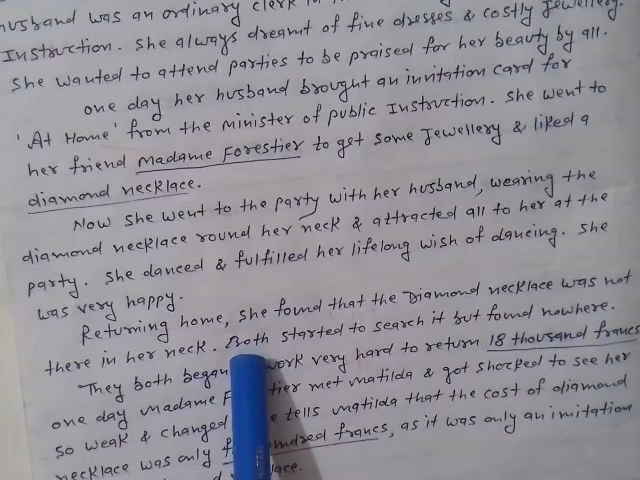 husband was an ordinary clerk in
Instruction. She always dreamt of fine dresses & costly Jewellery.
She wanted to attend parties to be praised for her beauty by all.
one day her husband brought an invitation card for
'At Home' from the minister of public Instruction. She went to
her friend madame Forestier to get some Jewellery & liked a
diamond necklace.
Now she went to the party with her husband, wearing the
diamond necklace round her neck & attracted all to her at the
party. She danced & fulfilled her lifelong wish of dancing. She
was very happy.
Returning home, she found that the Diamond necklace was not
there in her neck. Both started to search it but found nowhere.
They both began work very hard to return 18 thousand francs
one day madame F tier met matilda & got shocked to see her
so weak & changed tells matilda that the cost of diamond
necklace was only francs, as it was only an imitation